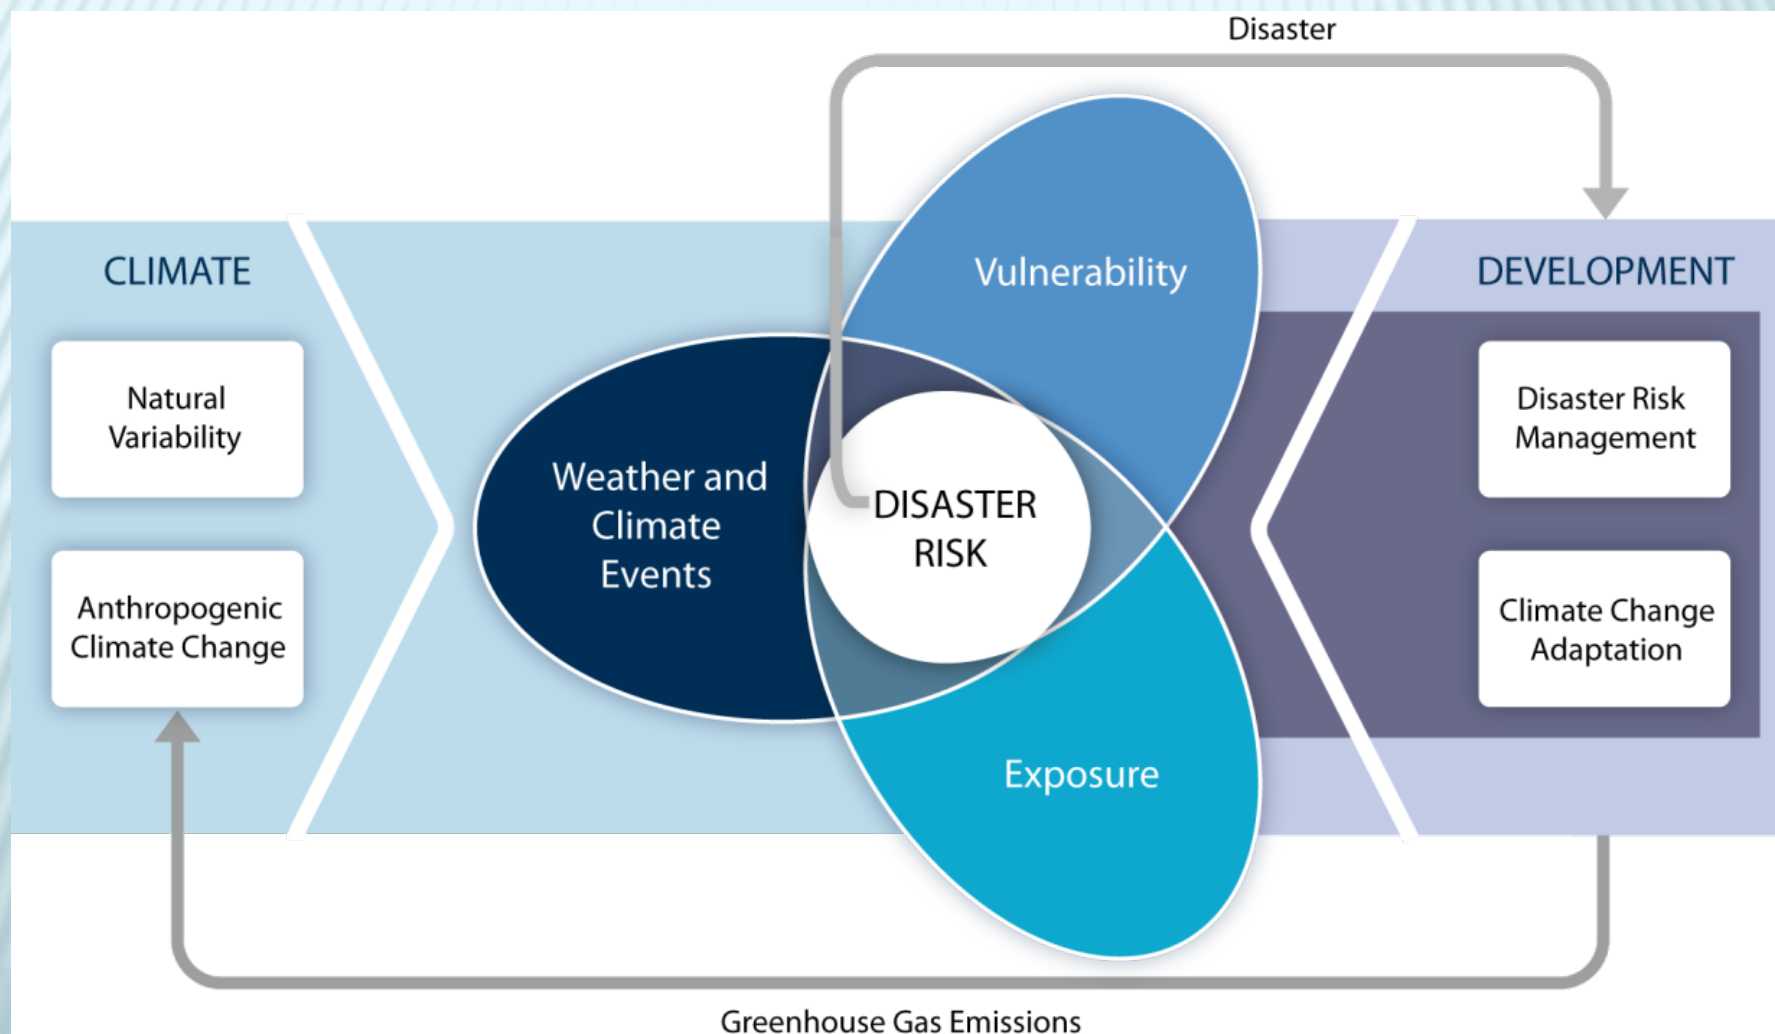 Disaster
CLIMATE
Natural
Variability
Anthropogenic
Climate Change
Weather and
Climate
Events
Vulnerability
DISASTER
RISK
Exposure
DEVELOPMENT
Disaster Risk
Management
Climate Change
Adaptation
Greenhouse Gas Emissions